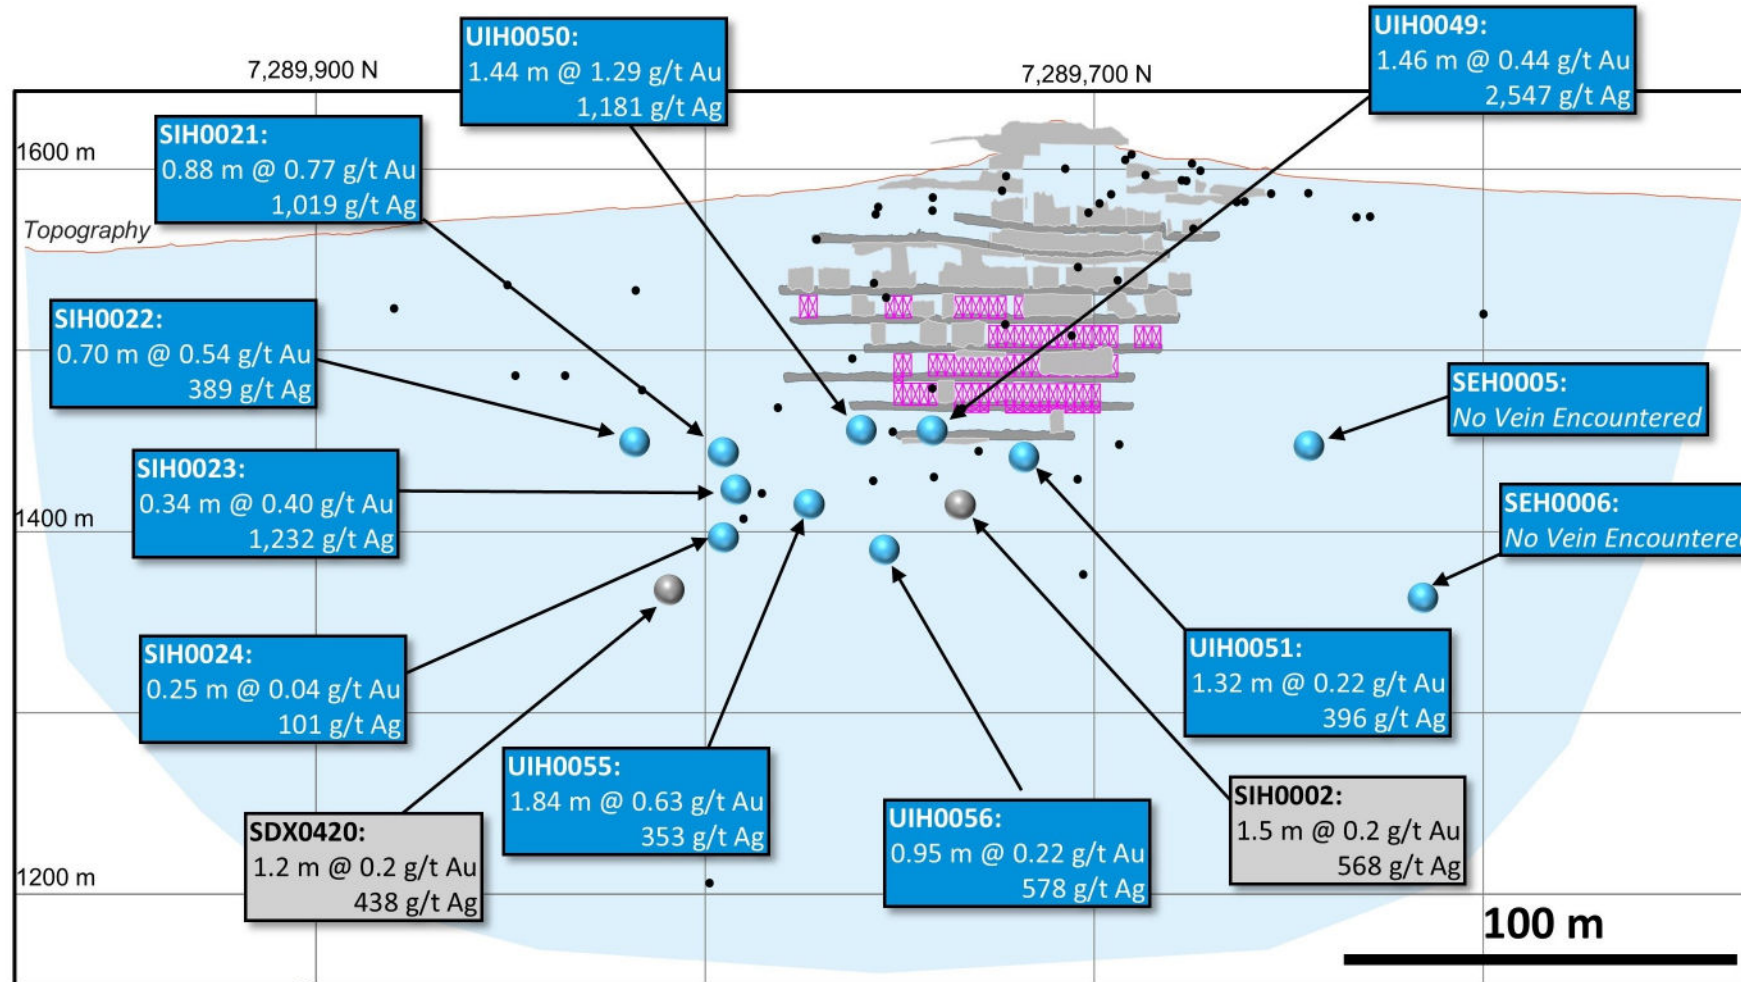 7,289,900 N
7,289,700 N
UIH0050:
1.44 m @ 1.29 g/t Au
1,181 g/t Ag
UIH0049:
1.46 m @ 0.44 g/t Au
2,547 g/t Ag
SIH0021:
0.88 m @ 0.77 g/t Au
1,019 g/t Ag
1600 m
Topography
SIH0022:
0.70 m @ 0.54 g/t Au
389 g/t Ag
SEH0005:
No Vein Encountered
SIH0023:
0.34 m @ 0.40 g/t Au
1,232 g/t Ag
SEH0006:
No Vein Encountered
1400 m
SIH0024:
0.25 m @ 0.04 g/t Au
101 g/t Ag
UIH0051:
1.32 m @ 0.22 g/t Au
396 g/t Ag
UIH0055:
1.84 m @ 0.63 g/t Au
353 g/t Ag
SIH0002:
1.5 m @ 0.2 g/t Au
568 g/t Ag
UIH0056:
0.95 m @ 0.22 g/t Au
578 g/t Ag
SDX0420:
1.2 m @ 0.2 g/t Au
438 g/t Ag
1200 m
100 m